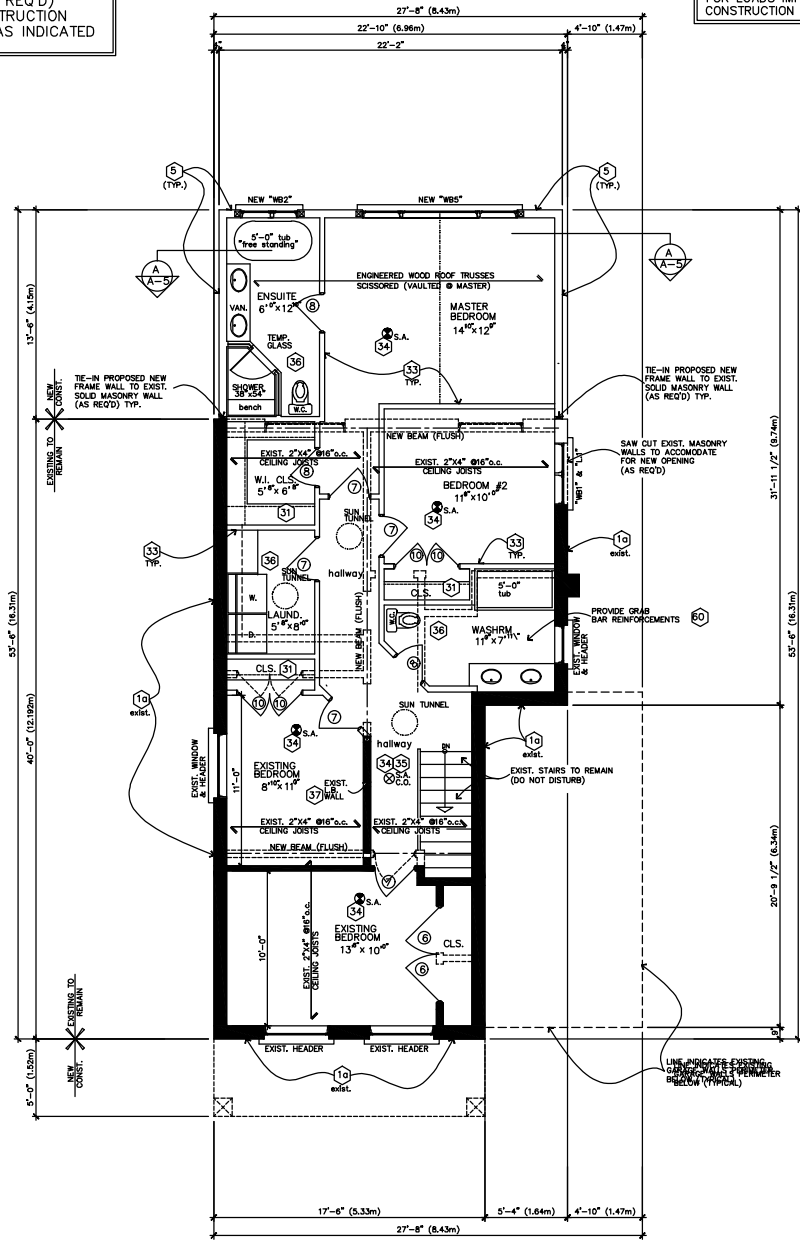 REQ'D)
STRUCTION
AS INDICATED
CONSTRUCTION
27'-8" (8.43m)
22'-10" (6.96m)
4'-10" (1.47m)
22'-2"
5
(TYP.)
5
(TYP.)
NEW "WB2"
NEW "WB5"
5'-0" tub
"free standing"
A
A-5
A
A-5
ENGINEERED WOOD ROOF TRUSSES
SCISSORED (VAULTED @ MASTER)
VAN.
ENSUITE
8
MASTER
BEDROOM
TEMP.
GLASS
S.A.
34
36
33
TYP.
SHOWER
38"x54"
bench
W.C.
13'-6" (4.15m)
TIE-IN PROPOSED NEW
FRAME WALL TO EXIST.
SOLID MASONRY WALL
(AS REQ'D) TYP.
TIE-IN PROPOSED NEW
FRAME WALL TO EXIST.
SOLID MASONRY WALL
(AS REQ'D) TYP.
NEW
CONST.
EXISTING TO
REMAIN
NEW BEAM (FLUSH)
EXIST. 2"X4" @16"o.c.
CEILING JOISTS
EXIST. 2"X4" @16"o.c.
CEILING JOISTS
SAW CUT EXIST. MASONRY
WALLS TO ACCOMODATE
FOR NEW OPENING
(AS REQ'D)
"WB1" & "L1"
8
W.I. CLS.
7
BEDROOM #2
S.A.
34
31
SUN
TUNNEL
7
33
TYP.
1a
exist.
33
TYP.
36
SUN
TUNNEL
7
hallway
10
10
31
CLS.
5'-0"
tub
W.
D.
LAUND.
W.C.
36
WASHRM
PROVIDE GRAB
BAR REINFORCEMENTS
60
EXIST. WINDOW
& HEADER
NEW BEAM (FLUSH)
CLS.
31
10
10
1a
exist.
7
SUN TUNNEL
hallway
S.A.
34
34
35
S.A.
C.O.
DN
1a
exist.
EXIST. STAIRS TO REMAIN
(DO NOT DISTURB)
EXIST. WINDOW
& HEADER
EXISTING
BEDROOM
11'-0"
37
EXIST.
L.B.
WALL
EXIST. 2"X4" @16"o.c.
CEILING JOISTS
EXIST. 2"X4" @16"o.c.
CEILING JOISTS
NEW BEAM (FLUSH)
7
S.A.
34
EXISTING
BEDROOM
10'-0"
EXIST. 2"X4" @16"o.c.
CEILING JOISTS
6
6
CLS.
53'-6" (16.31m)
40'-0" (12.192m)
31'-11 1/2" (9.74m)
53'-6" (16.31m)
20'-9 1/2" (6.34m)
9"
EXISTING TO
REMAIN
NEW
CONST.
5'-0" (1.52m)
EXIST. HEADER
EXIST. HEADER
1a
exist.
LINE INDICATES EXISTING
GARAGE WALLS PERIMETER
BELOW (TYPICAL)
17'-6" (5.33m)
5'-4" (1.64m)
4'-10" (1.47m)
27'-8" (8.43m)